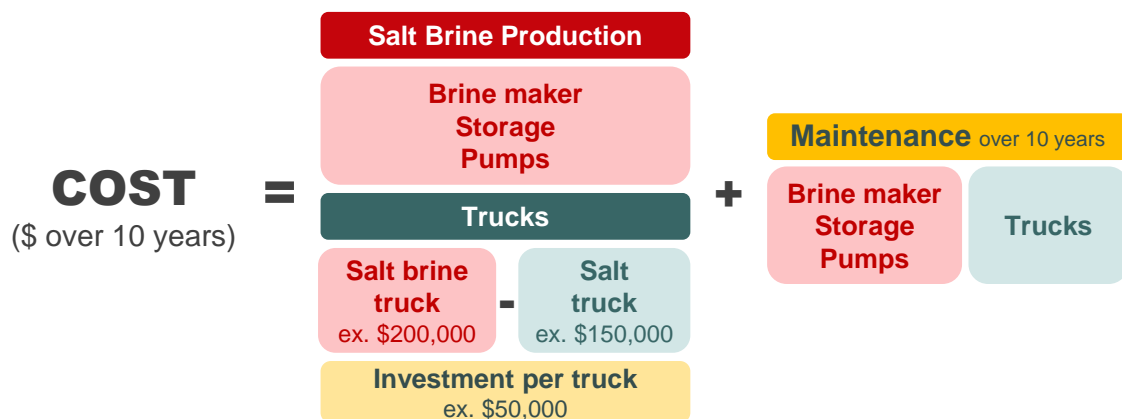 COST
($ over 10 years)
=
Salt Brine Production
Brine maker
Storage
Pumps
Trucks
Salt brine
truck
ex. $200,000
-
Salt
truck
ex. $150,000
Investment per truck
ex. $50,000
+
Maintenance over 10 years
Brine maker
Storage
Pumps
Trucks